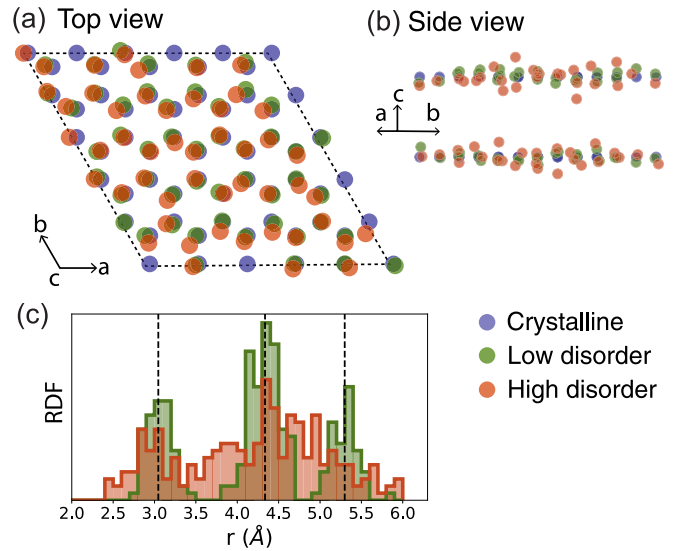 (a) Top view
(b) Side view
c
a b
b
c a
(c)
RDF
2.0 2.5 3.0 3.5 4.0 4.5 5.0 5.5 6.0
r (Å)
Crystalline
Low disorder
High disorder